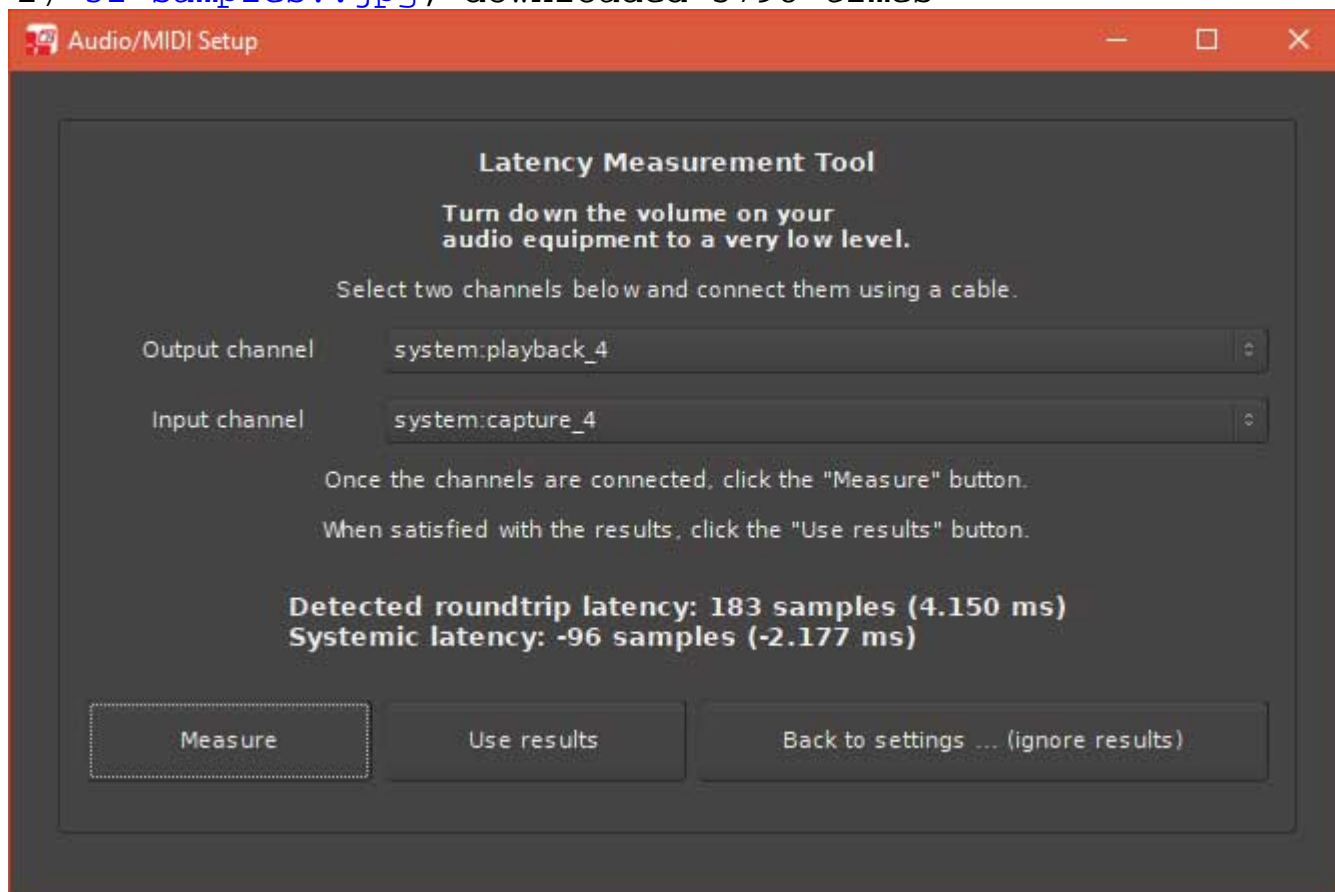 Audio/MIDI Setup
Latency Measurement Tool
Turn down the volume on your
audio equipment to a very low level.
Select two channels below and connect them using a cable.
Output channel system:playback_4
Input channel system:capture_4
Once the channels are connected, click the "Measure" button.
When satisfied with the results, click the "Use results" button.
Detected roundtrip latency: 183 samples (4.150 ms)
Systemic latency: -96 samples (-2.177 ms)
Measure Use results Back to settings ... (ignore results)